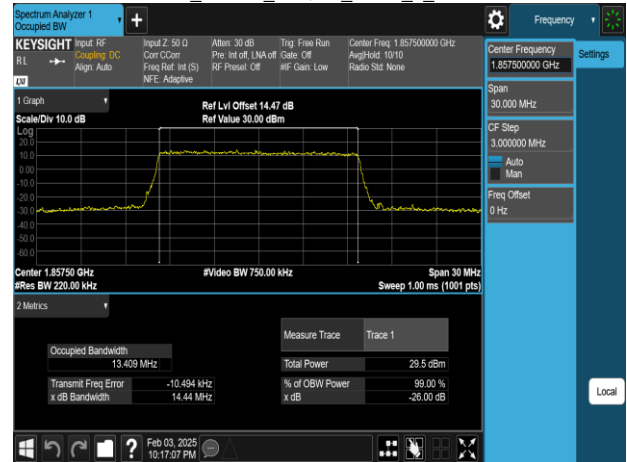 Spectrum Analyzer 1
Occupied BW
Frequency
KEYSIGHT
RL
LXI
Input: RF
Coupling: DC
Align: Auto
Input Z: 50 Ω
Corr CCorr
Freq Ref: Int (S)
NFE: Adaptive
Atten: 30 dB
Pre: Int off, LNA off
RF Presel: Off
Trig: Free Run
Gate: Off
#IF Gain: Low
Center Freq: 1.857500000 GHz
Avg|Hold: 10/10
Radio Std: None
1 Graph
Scale/Div 10.0 dB
Ref Lvl Offset 14.47 dB
Ref Value 30.00 dBm
Log
20.0
10.0
0.00
-10.0
-20.0
-30.0
-40.0
-50.0
-60.0
Center 1.85750 GHz
#Video BW 750.00 kHz
Span 30 MHz
#Res BW 220.00 kHz
Sweep 1.00 ms (1001 pts)
2 Metrics
Measure Trace
Trace 1
Occupied Bandwidth
13.409 MHz
Total Power
29.5 dBm
Transmit Freq Error
-10.494 kHz
% of OBW Power
99.00 %
x dB Bandwidth
14.44 MHz
x dB
-26.00 dB
Center Frequency
1.857500000 GHz
Settings
Span
30.000 MHz
CF Step
3.000000 MHz
Auto
Man
Freq Offset
0 Hz
Local
?
Feb 03, 2025
10:17:07 PM